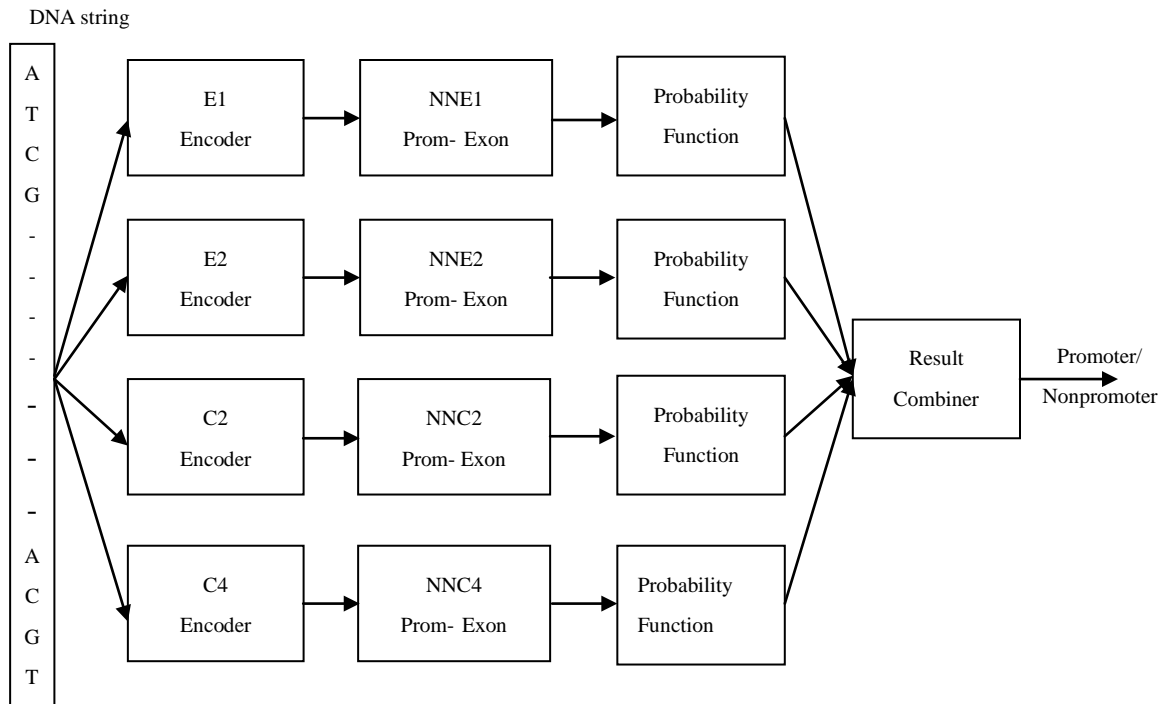 DNA string
A
T
C
G
-
-
-
-
-
-
-
A
C
G
T
E1
Encoder
NNE1
Prom- Exon
Probability
Function
E2
Encoder
NNE2
Prom- Exon
Probability
Function
C2
Encoder
NNC2
Prom- Exon
Probability
Function
C4
Encoder
NNC4
Prom- Exon
Probability
Function
Result
Combiner
Promoter/
Nonpromoter